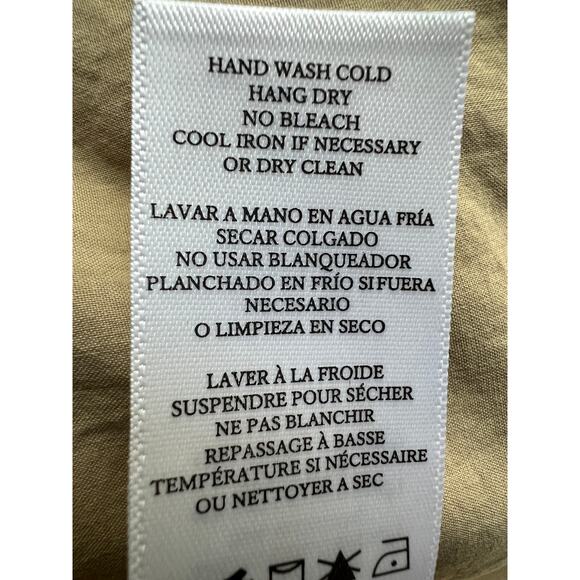 HAND WASH COLD
HANG DRY
NO BLEACH
COOL IRON IF NECESSARY
OR DRY CLEAN
LAVAR A MANO EN AGUA FRÍA
SECAR COLGADO
NO USAR BLANQUEADOR
PLANCHADO EN FRÍO SI FUERA
NECESARIO
O LIMPIEZA EN SECO
LAVER À LA FROIDE
SUSPENDRE POUR SÉCHER
NE PAS BLANCHIR
REPASSAGE À BASSE
TEMPÉRATURE SI NÉCESSAIRE
OU NETTOYER A SEC